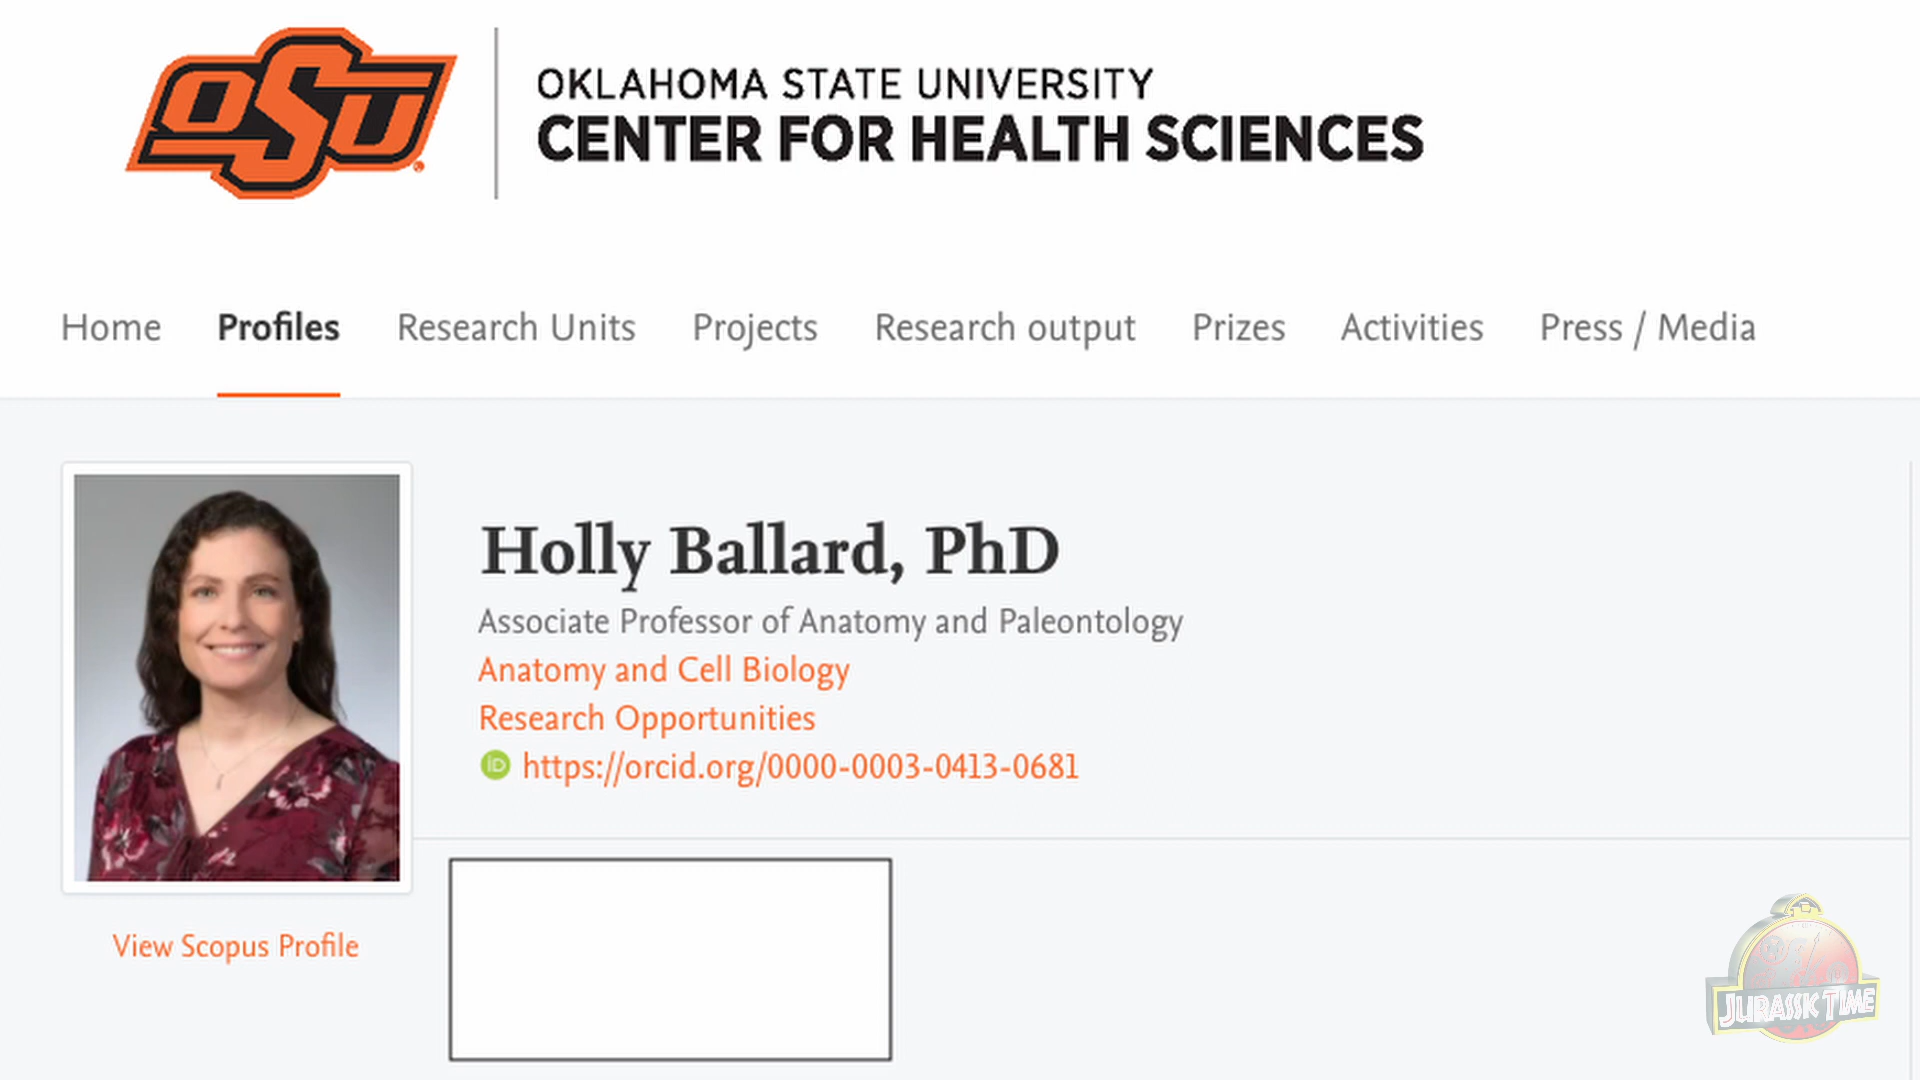 OSU
OKLAHOMA STATE UNIVERSITY
CENTER FOR HEALTH SCIENCES
Home Profiles Research Units Projects Research output Prizes Activities Press / Media
Holly Ballard, PhD
Associate Professor of Anatomy and Paleontology
Anatomy and Cell Biology
Research Opportunities
iD https://orcid.org/0000-0003-0413-0681
View Scopus Profile
JURASSIC TIME